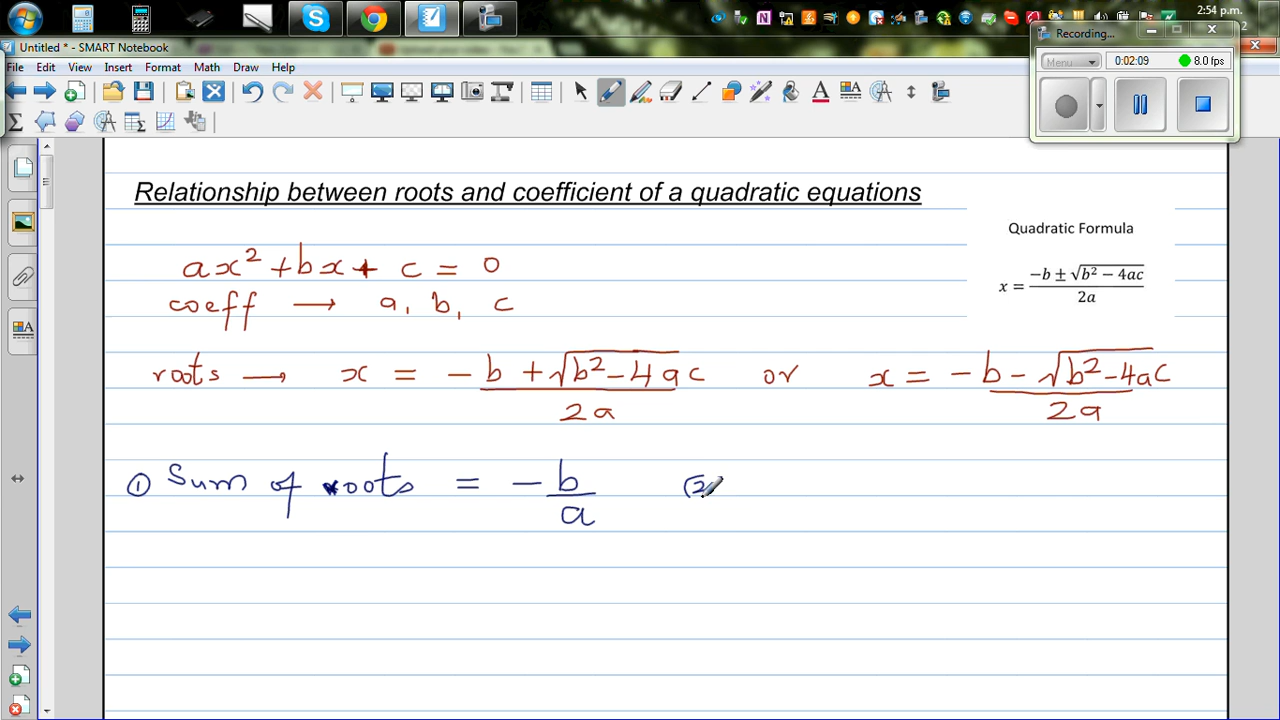 2:54 p.m.
Untitled * - SMART Notebook
Recording...
File Edit View Insert Format Math Draw Help
Menu 0:02:09 8.0 fps
Relationship between roots and coefficient of a quadratic equations
Quadratic Formula
x = (-b ± √(b² − 4ac)) / 2a
ax² + bx + c = 0
coeff → a, b, c
roots → x = (-b + √(b² - 4ac)) / 2a or x = (-b - √(b² - 4ac)) / 2a
① Sum of roots = - b/a (2